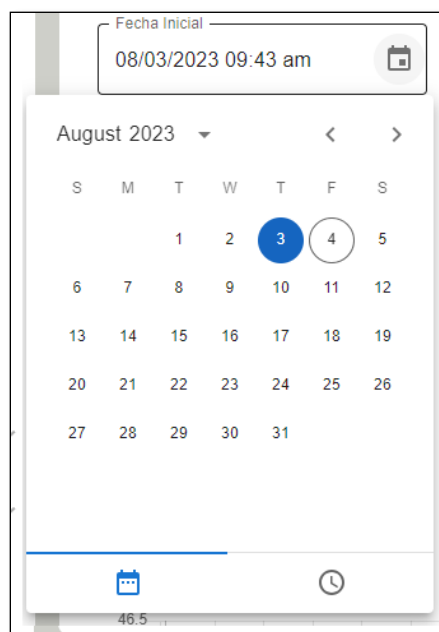 Fecha Inicial
08/03/2023 09:43 am
August 2023
S M T W T F S
1 2 3 4 5
6 7 8 9 10 11 12
13 14 15 16 17 18 19
20 21 22 23 24 25 26
27 28 29 30 31
46.5